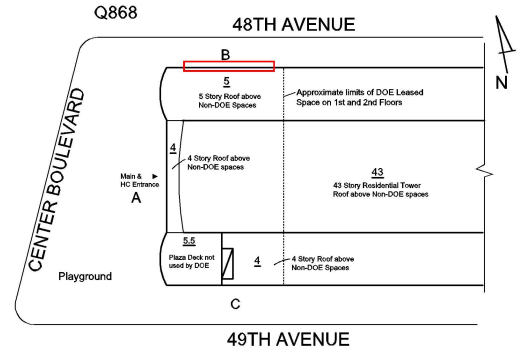 Q868
48TH AVENUE
B
N
5
5 Story Roof above
Non-DOE Spaces
Approximate limits of DOE Leased
Space on 1st and 2nd Floors
CENTER BOULEVARD
4
4 Story Roof above
Non-DOE spaces
Main &
HC Entrance
A
43
43 Story Residential Tower
Roof above Non-DOE spaces
5.5
Plaza Deck not
used by DOE
4
4 Story Roof above
Non-DOE Spaces
Playground
C
49TH AVENUE